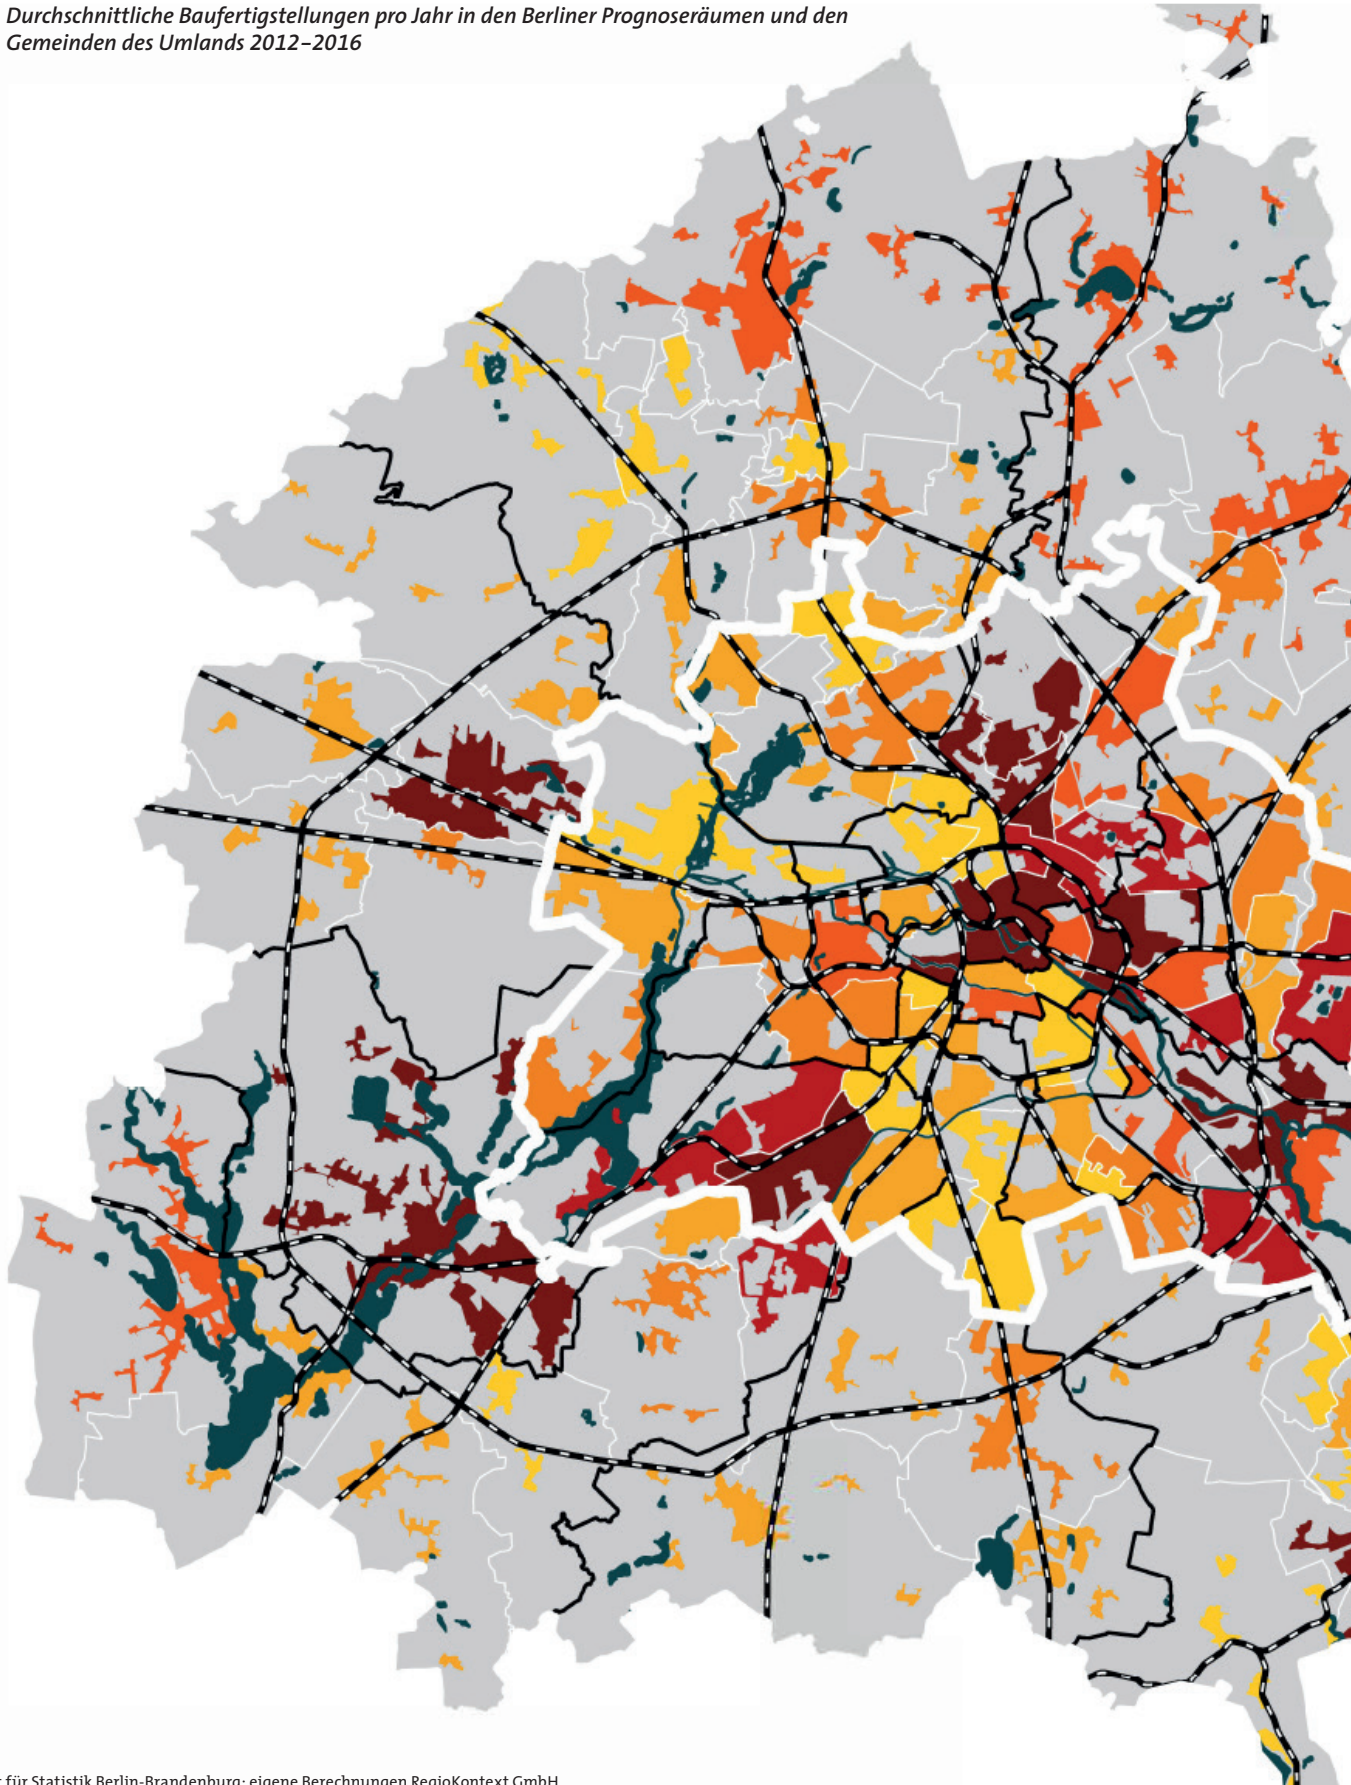 Durchschnittliche Baufertigstellungen pro Jahr in den Berliner Prognoseräumen und den
Gemeinden des Umlands 2012–2016
für Statistik Berlin-Brandenburg; eigene Berechnungen RegioKontext GmbH